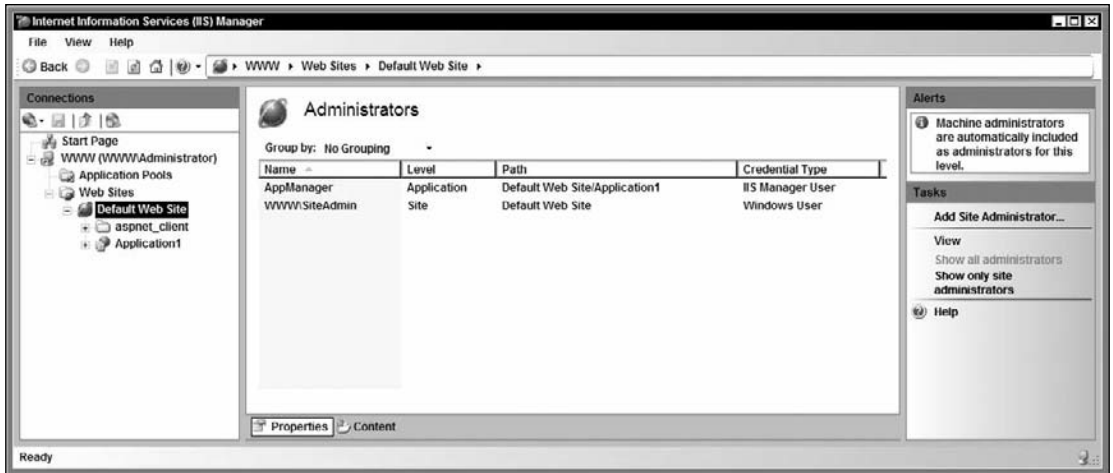 Internet Information Services (IIS) Manager
File View Help
Back WWW Web Sites Default Web Site
Connections
Start Page
WWW (WWW\Administrator)
Application Pools
Web Sites
Default Web Site
aspnet_client
Application1
Administrators
Group by: No Grouping
Name Level Path Credential Type
AppManager Application Default Web Site/Application1 IIS Manager User
WWW\SiteAdmin Site Default Web Site Windows User
Properties Content
Alerts
Machine administrators
are automatically included
as administrators for this
level.
Tasks
Add Site Administrator...
View
Show all administrators
Show only site
administrators
Help
Ready